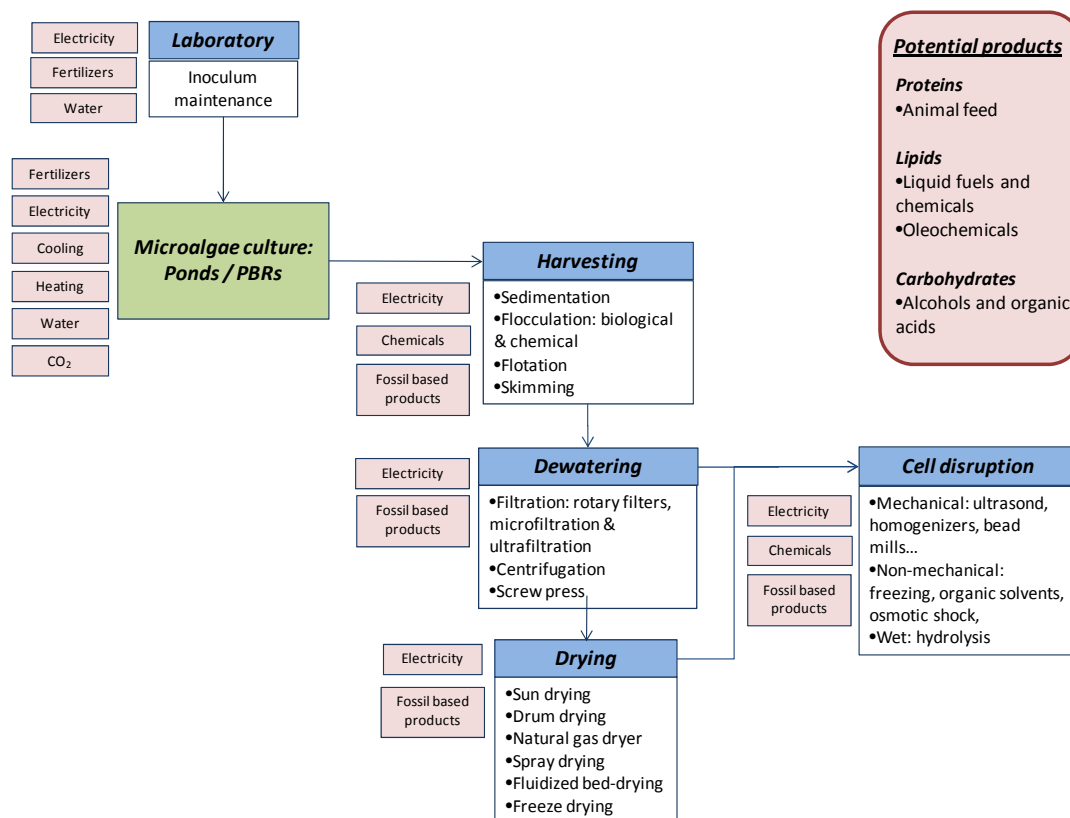 Electricity
Fertilizers
Water
Laboratory
Inoculum
maintenance
Fertilizers
Electricity
Cooling
Heating
Water
CO₂
Microalgae culture:
Ponds / PBRs
Electricity
Chemicals
Fossil based
products
Harvesting
•Sedimentation
•Flocculation: biological
& chemical
•Flotation
•Skimming
Electricity
Fossil based
products
Dewatering
•Filtration: rotary filters,
microfiltration &
ultrafiltration
•Centrifugation
•Screw press
Electricity
Fossil based
products
Drying
•Sun drying
•Drum drying
•Natural gas dryer
•Spray drying
•Fluidized bed-drying
•Freeze drying
Electricity
Chemicals
Fossil based
products
Cell disruption
•Mechanical: ultrasond,
homogenizers, bead
mills…
•Non-mechanical:
freezing, organic solvents,
osmotic shock,
•Wet: hydrolysis
Potential products
Proteins
•Animal feed
Lipids
•Liquid fuels and
chemicals
•Oleochemicals
Carbohydrates
•Alcohols and organic
acids